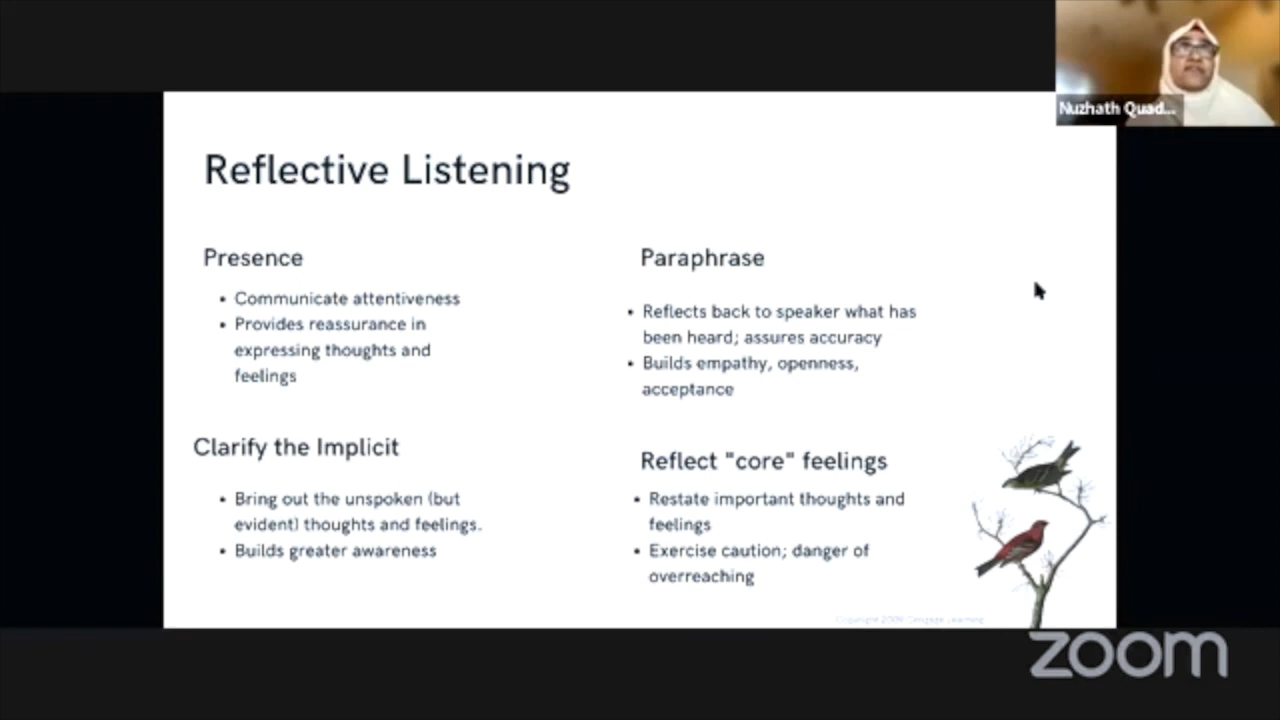 Nuzhath Quad...
Reflective Listening
Presence
• Communicate attentiveness
• Provides reassurance in
expressing thoughts and
feelings
Paraphrase
• Reflects back to speaker what has
been heard; assures accuracy
• Builds empathy, openness,
acceptance
Clarify the Implicit
• Bring out the unspoken (but
evident) thoughts and feelings.
• Builds greater awareness
Reflect "core" feelings
• Restate important thoughts and
feelings
• Exercise caution; danger of
overreaching
zoom